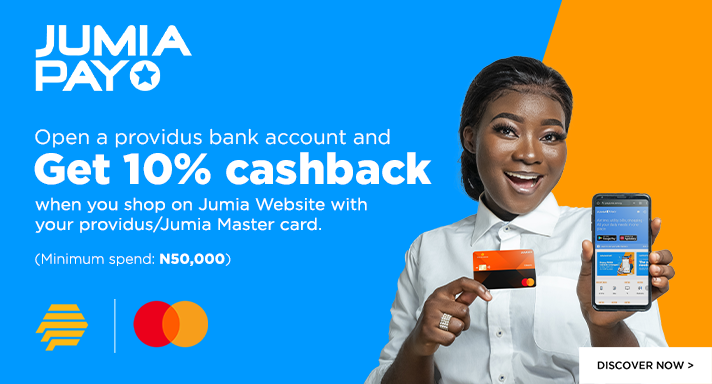 JUMIA
PAY
Open a providus bank account and
Get 10% cashback
when you shop on Jumia Website with
your providus/Jumia Master card.
(Minimum spend: ₦50,000)
DISCOVER NOW >